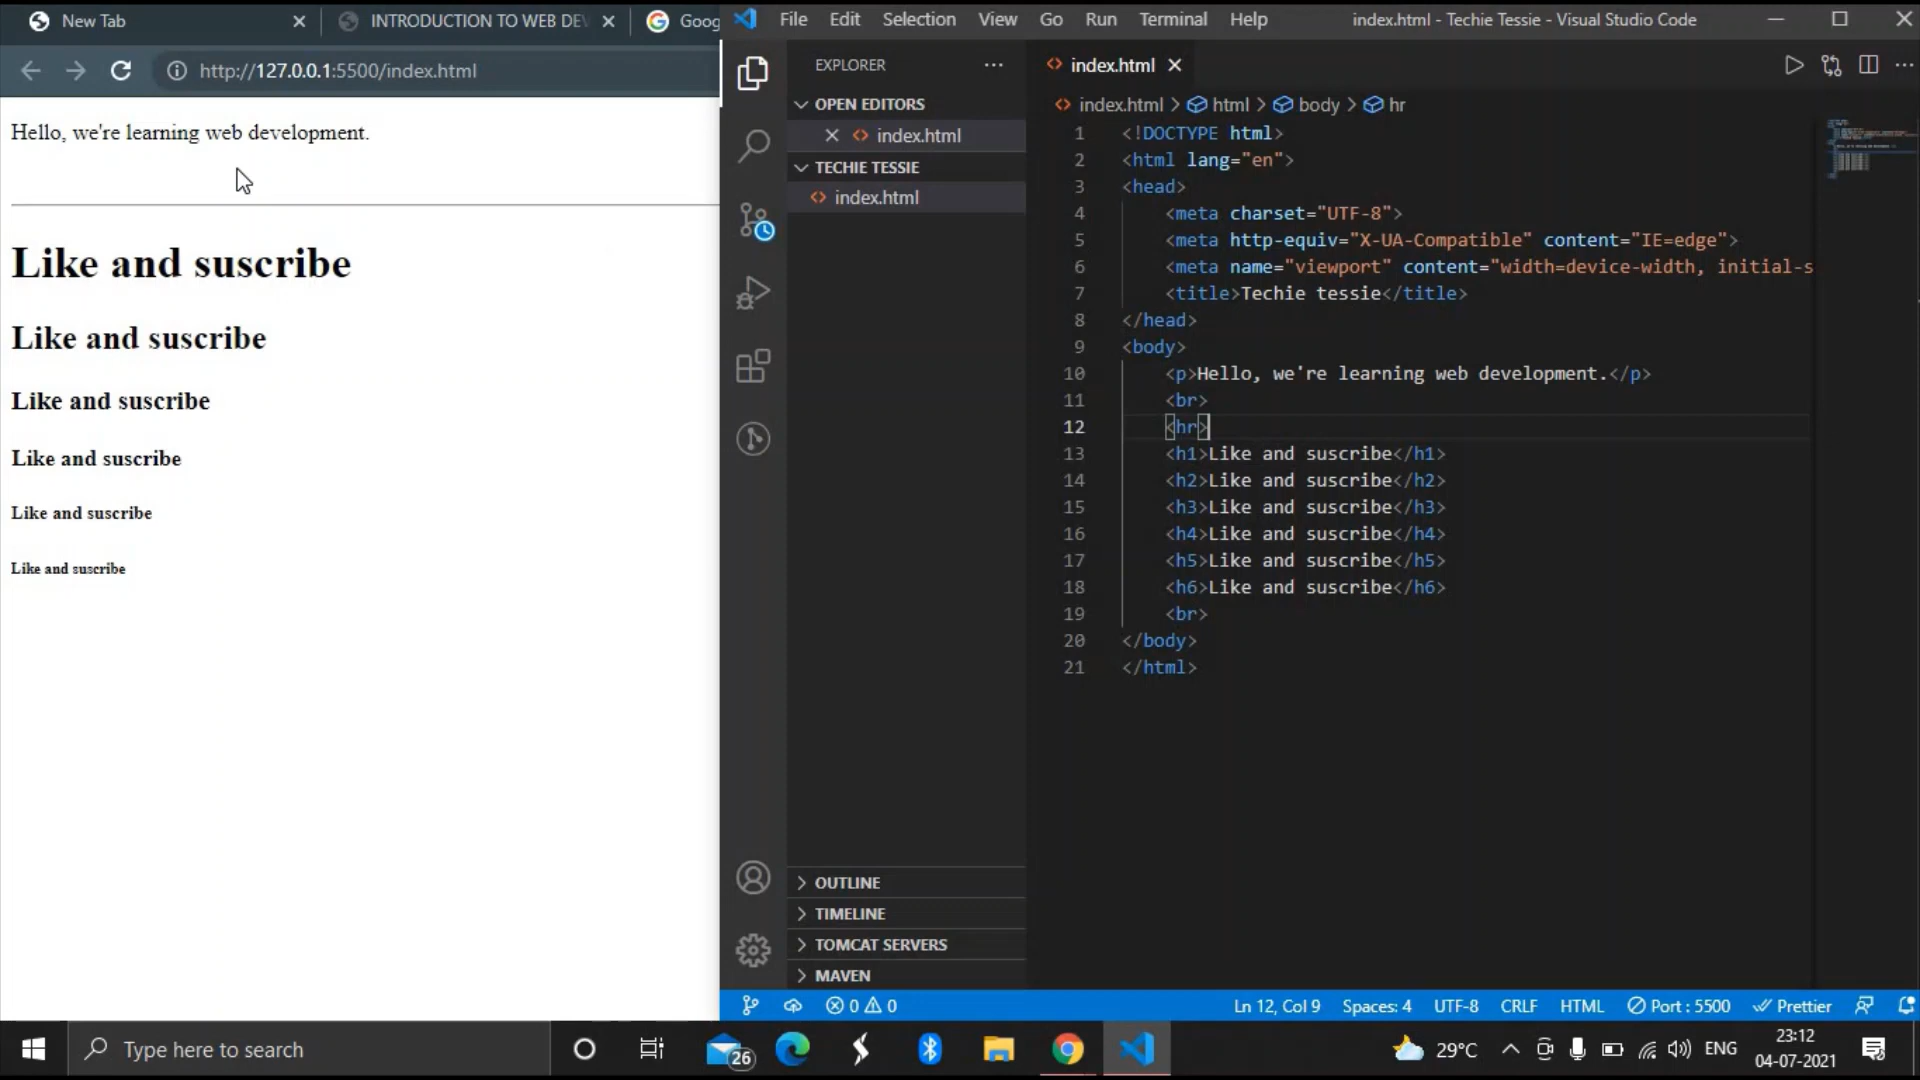 New Tab
INTRODUCTION TO WEB DEV
Goog
http://127.0.0.1:5500/index.html
Hello, we're learning web development.
Like and suscribe
Like and suscribe
Like and suscribe
Like and suscribe
Like and suscribe
Like and suscribe
File Edit Selection View Go Run Terminal Help
index.html - Techie Tessie - Visual Studio Code
EXPLORER
OPEN EDITORS
index.html
TECHIE TESSIE
index.html
OUTLINE
TIMELINE
TOMCAT SERVERS
MAVEN
index.html
index.html > html > body > hr
1 <!DOCTYPE html>
2 <html lang="en">
3 <head>
4 <meta charset="UTF-8">
5 <meta http-equiv="X-UA-Compatible" content="IE=edge">
6 <meta name="viewport" content="width=device-width, initial-s
7 <title>Techie tessie</title>
8 </head>
9 <body>
10 <p>Hello, we're learning web development.</p>
11 <br>
12 <hr>
13 <h1>Like and suscribe</h1>
14 <h2>Like and suscribe</h2>
15 <h3>Like and suscribe</h3>
16 <h4>Like and suscribe</h4>
17 <h5>Like and suscribe</h5>
18 <h6>Like and suscribe</h6>
19 <br>
20 </body>
21 </html>
0 0 Ln 12, Col 9 Spaces: 4 UTF-8 CRLF HTML Port : 5500 Prettier
Type here to search
26
29°C
ENG
23:12
04-07-2021